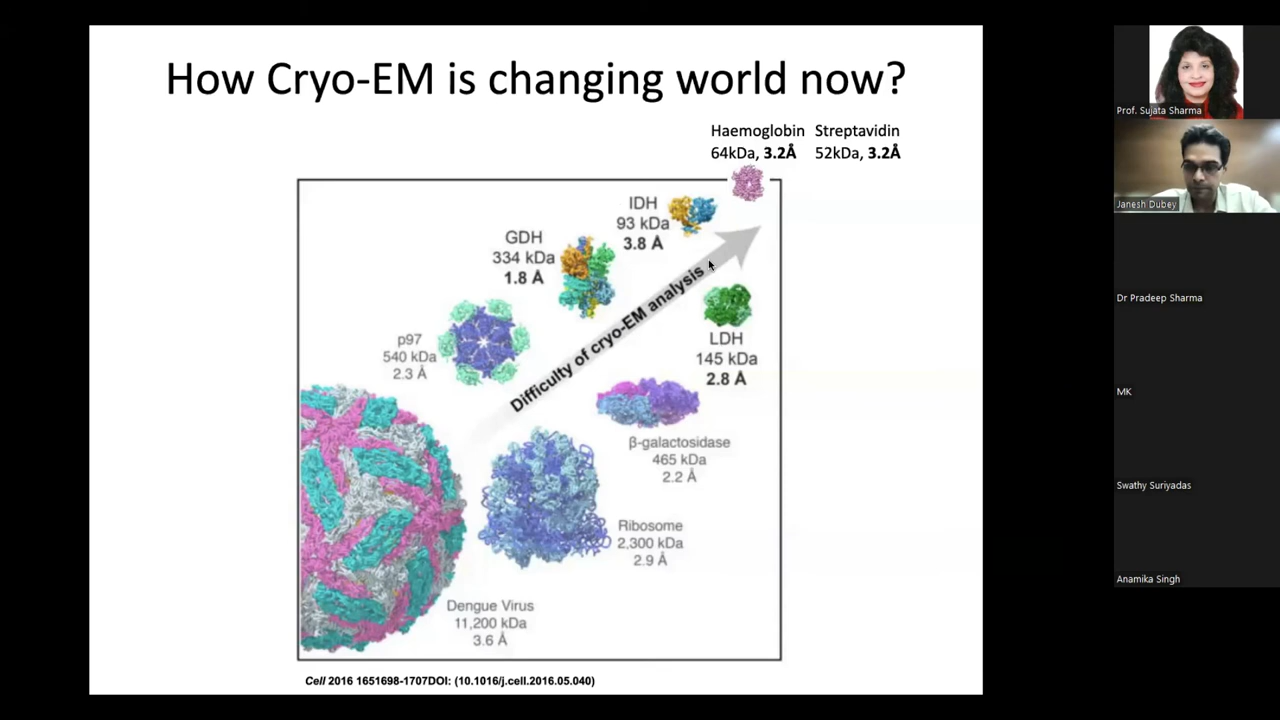 How Cryo-EM is changing world now?
Haemoglobin
64kDa, 3.2Å
Streptavidin
52kDa, 3.2Å
IDH
93 kDa
3.8 Å
GDH
334 kDa
1.8 Å
p97
540 kDa
2.3 Å
Difficulty of cryo-EM analysis
LDH
145 kDa
2.8 Å
β-galactosidase
465 kDa
2.2 Å
Ribosome
2,300 kDa
2.9 Å
Dengue Virus
11,200 kDa
3.6 Å
Cell 2016 1651698-1707DOI: (10.1016/j.cell.2016.05.040)
Prof. Sujata Sharma
Janesh Dubey
Dr Pradeep Sharma
MK
Swathy Suriyadas
Anamika Singh